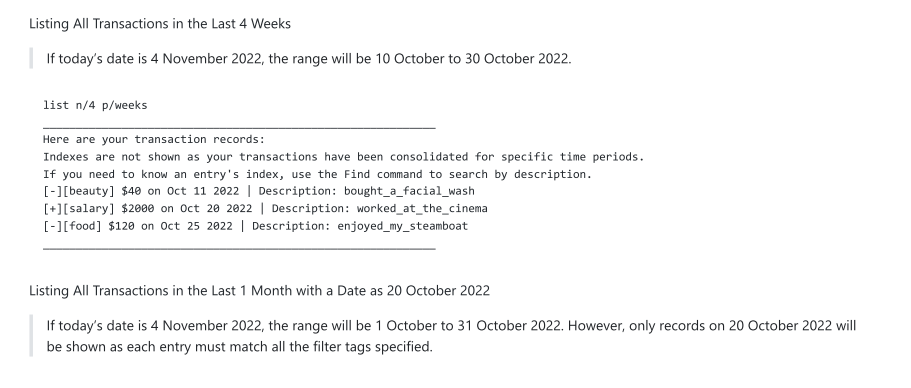 Listing All Transactions in the Last 4 Weeks
If today’s date is 4 November 2022, the range will be 10 October to 30 October 2022.
list n/4 p/weeks
____________________________________________________________
Here are your transaction records:
Indexes are not shown as your transactions have been consolidated for specific time periods.
If you need to know an entry's index, use the Find command to search by description.
[-][beauty] $40 on Oct 11 2022 | Description: bought_a_facial_wash
[+][salary] $2000 on Oct 20 2022 | Description: worked_at_the_cinema
[-][food] $120 on Oct 25 2022 | Description: enjoyed_my_steamboat
____________________________________________________________
Listing All Transactions in the Last 1 Month with a Date as 20 October 2022
If today’s date is 4 November 2022, the range will be 1 October to 31 October 2022. However, only records on 20 October 2022 will
be shown as each entry must match all the filter tags specified.